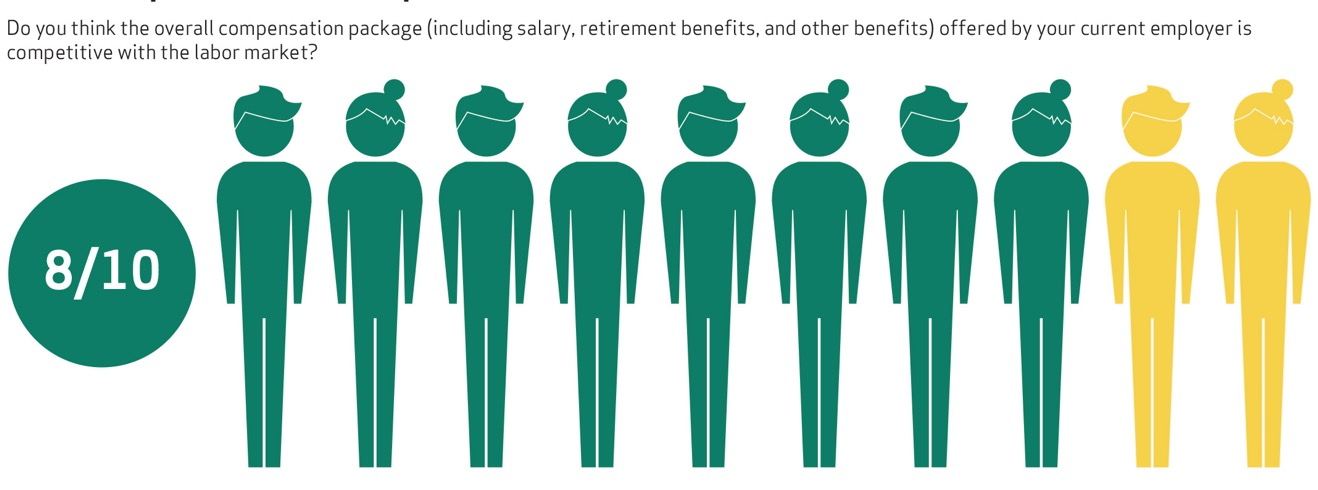 Do you think the overall compensation package (including salary, retirement benefits, and other benefits) offered by your current employer is
competitive with the labor market?
8/10